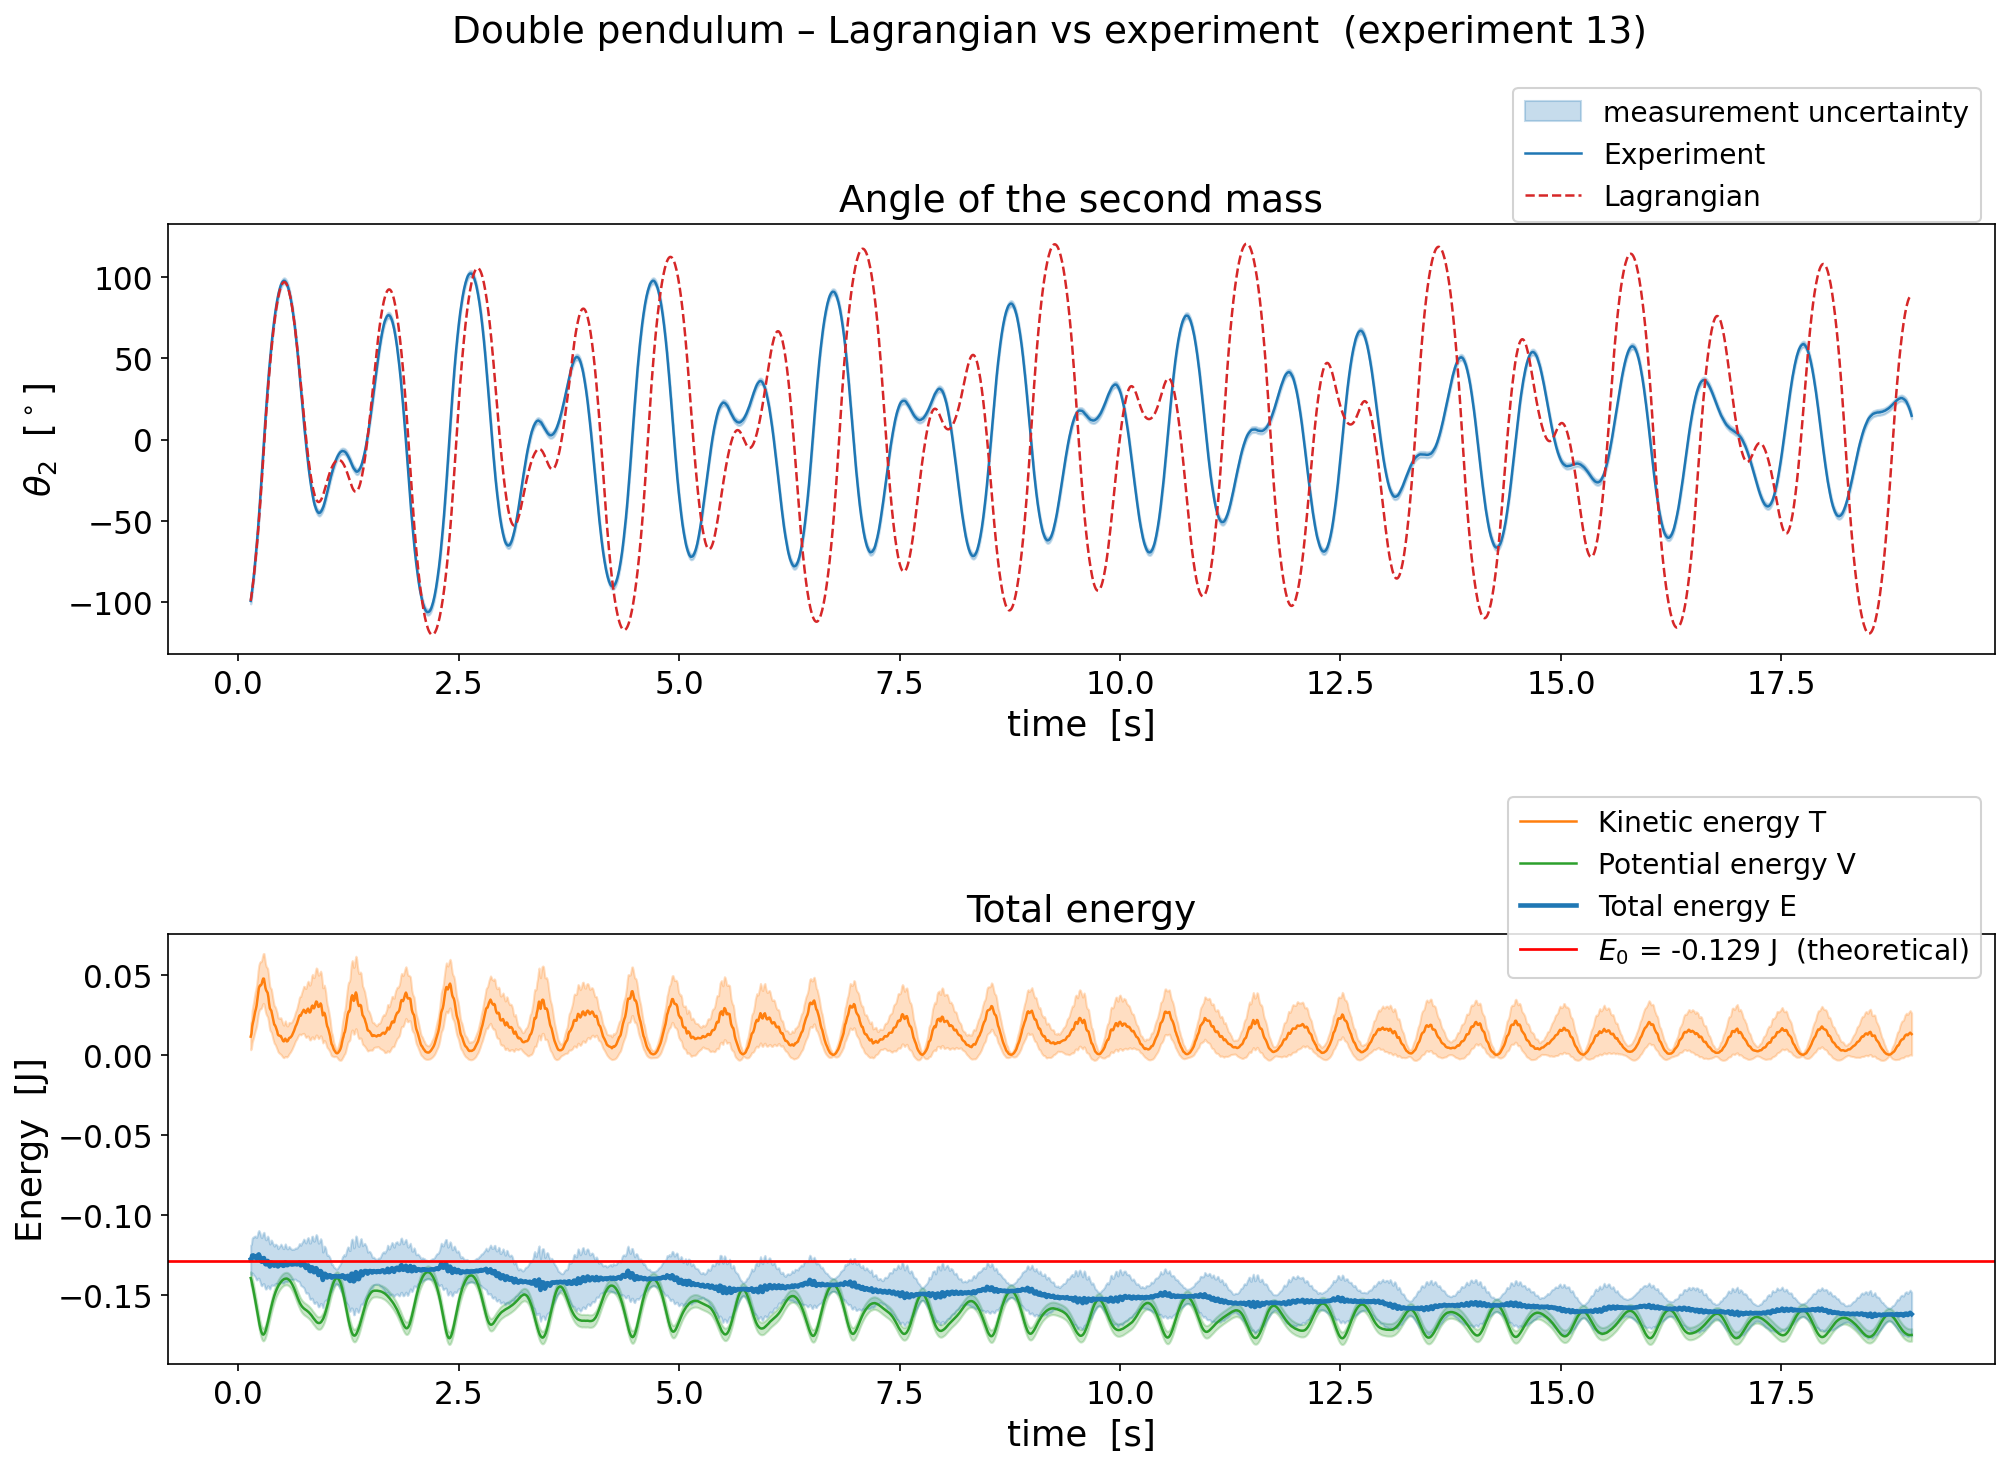 Double pendulum – Lagrangian vs experiment  (experiment 13)
measurement uncertainty
Experiment
Lagrangian
Angle of the second mass
100
50
0
−50
−100
θ₂ [°]
0.0 2.5 5.0 7.5 10.0 12.5 15.0 17.5
time [s]
Kinetic energy T
Potential energy V
Total energy E
E₀ = -0.129 J (theoretical)
Total energy
0.05
0.00
−0.05
−0.10
−0.15
Energy [J]
0.0 2.5 5.0 7.5 10.0 12.5 15.0 17.5
time [s]